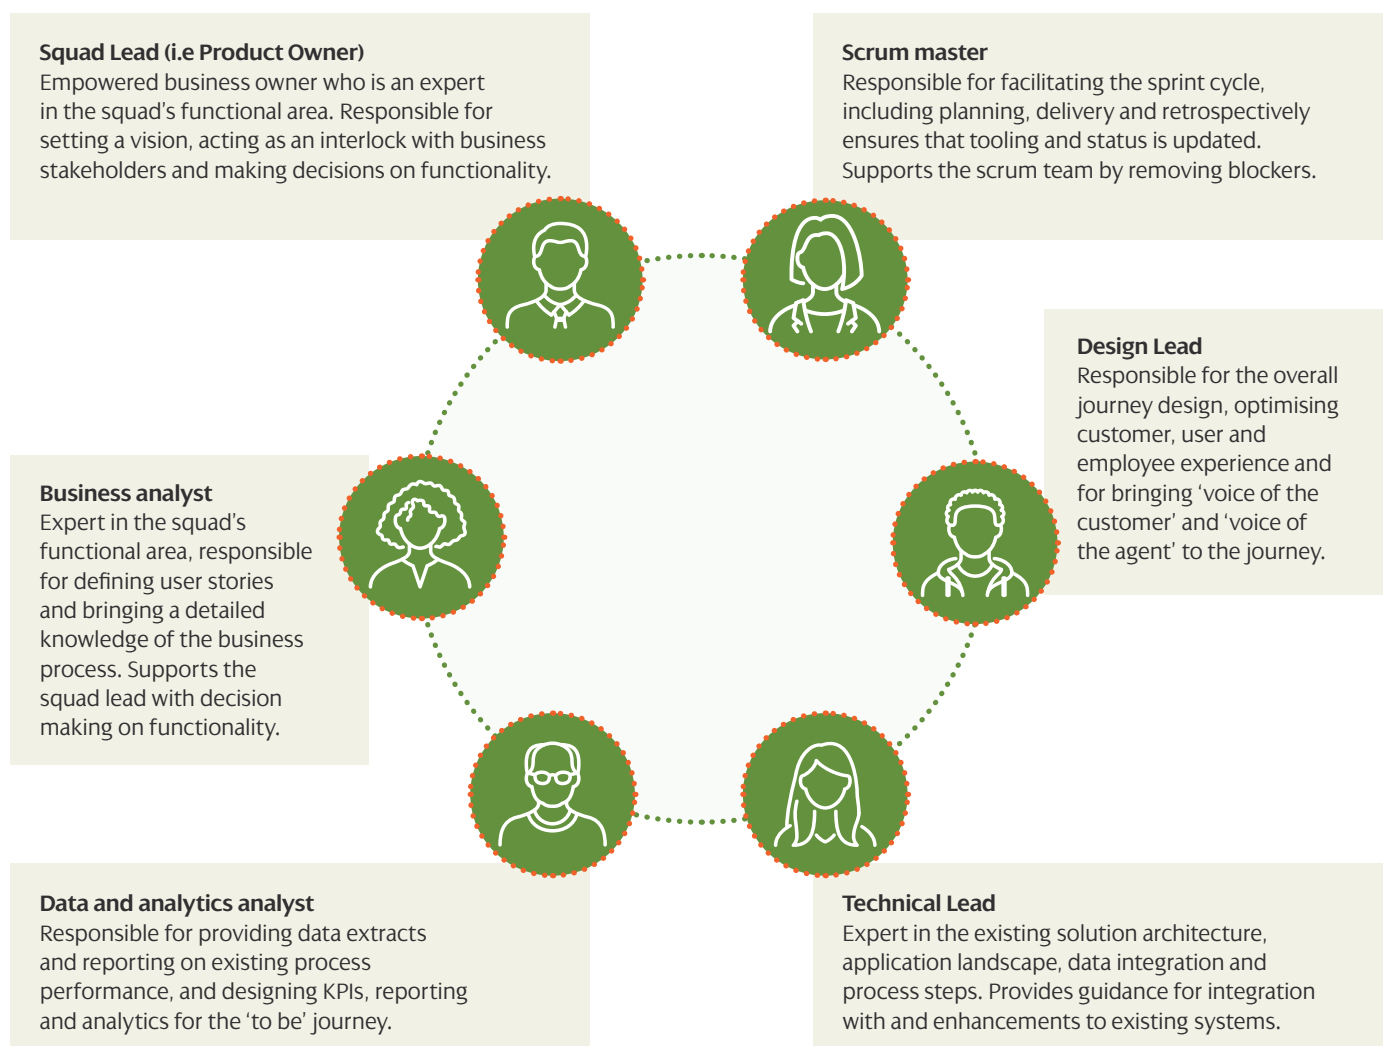 Squad Lead (i.e Product Owner)
Empowered business owner who is an expert
in the squad’s functional area. Responsible for
setting a vision, acting as an interlock with business
stakeholders and making decisions on functionality.
Scrum master
Responsible for facilitating the sprint cycle,
including planning, delivery and retrospectively
ensures that tooling and status is updated.
Supports the scrum team by removing blockers.
Design Lead
Responsible for the overall
journey design, optimising
customer, user and
employee experience and
for bringing ‘voice of the
customer’ and ‘voice of
the agent’ to the journey.
Business analyst
Expert in the squad’s
functional area, responsible
for defining user stories
and bringing a detailed
knowledge of the business
process. Supports the
squad lead with decision
making on functionality.
Data and analytics analyst
Responsible for providing data extracts
and reporting on existing process
performance, and designing KPIs, reporting
and analytics for the ‘to be’ journey.
Technical Lead
Expert in the existing solution architecture,
application landscape, data integration and
process steps. Provides guidance for integration
with and enhancements to existing systems.